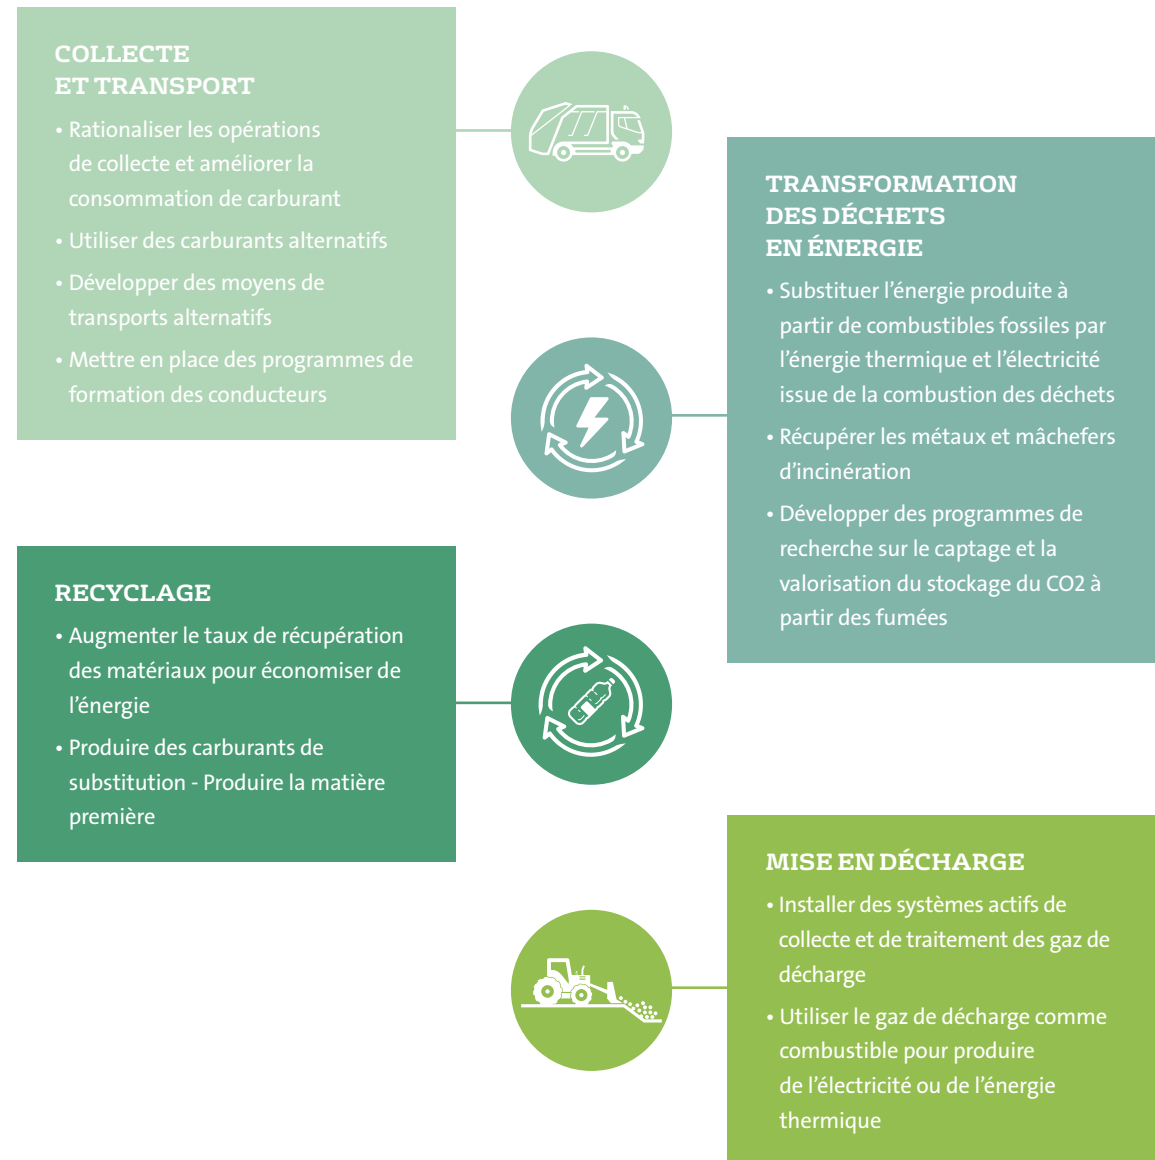 COLLECTE
ET TRANSPORT
• Rationaliser les opérations
de collecte et améliorer la
consommation de carburant
• Utiliser des carburants alternatifs
• Développer des moyens de
transports alternatifs
• Mettre en place des programmes de
formation des conducteurs
TRANSFORMATION
DES DÉCHETS
EN ÉNERGIE
• Substituer l’énergie produite à
partir de combustibles fossiles par
l’énergie thermique et l’électricité
issue de la combustion des déchets
• Récupérer les métaux et mâchefers
d’incinération
• Développer des programmes de
recherche sur le captage et la
valorisation du stockage du CO2 à
partir des fumées
RECYCLAGE
• Augmenter le taux de récupération
des matériaux pour économiser de
l’énergie
• Produire des carburants de
substitution - Produire la matière
première
MISE EN DÉCHARGE
• Installer des systèmes actifs de
collecte et de traitement des gaz de
décharge
• Utiliser le gaz de décharge comme
combustible pour produire
de l’électricité ou de l’énergie
thermique